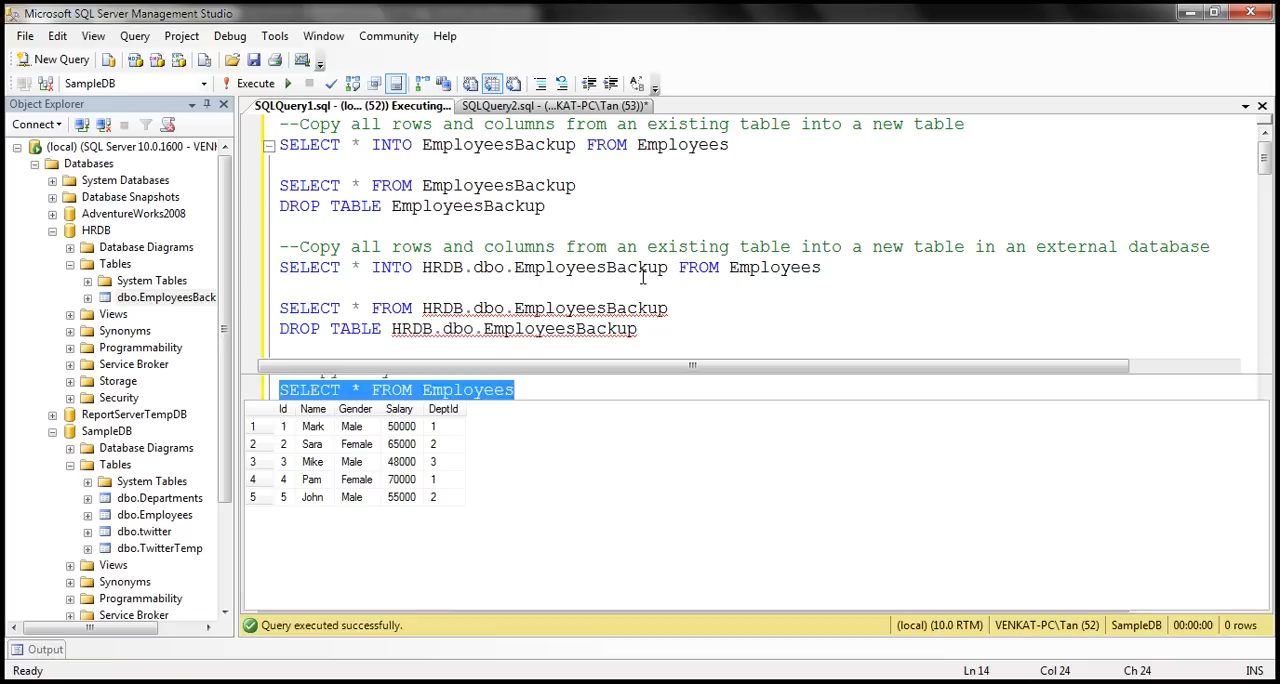 Microsoft SQL Server Management Studio
File Edit View Query Project Debug Tools Window Community Help
New Query
SampleDB Execute
Object Explorer
SQLQuery1.sql - (lo... (52)) Executing... SQLQuery2.sql - (...KAT-PC\Tan (53))*
Connect
(local) (SQL Server 10.0.1600 - VENI
Databases
System Databases
Database Snapshots
AdventureWorks2008
HRDB
Database Diagrams
Tables
System Tables
dbo.EmployeesBack
Views
Synonyms
Programmability
Service Broker
Storage
Security
ReportServerTempDB
SampleDB
Database Diagrams
Tables
System Tables
dbo.Departments
dbo.Employees
dbo.twitter
dbo.TwitterTemp
Views
Synonyms
Programmability
Service Broker
--Copy all rows and columns from an existing table into a new table
SELECT * INTO EmployeesBackup FROM Employees
SELECT * FROM EmployeesBackup
DROP TABLE EmployeesBackup
--Copy all rows and columns from an existing table into a new table in an external database
SELECT * INTO HRDB.dbo.EmployeesBackup FROM Employees
SELECT * FROM HRDB.dbo.EmployeesBackup
DROP TABLE HRDB.dbo.EmployeesBackup
SELECT * FROM Employees
Id Name Gender Salary DeptId
1 1 Mark Male 50000 1
2 2 Sara Female 65000 2
3 3 Mike Male 48000 3
4 4 Pam Female 70000 1
5 5 John Male 55000 2
Query executed successfully. (local) (10.0 RTM) VENKAT-PC\Tan (52) SampleDB 00:00:00 0 rows
Output
Ready Ln 14 Col 24 Ch 24 INS